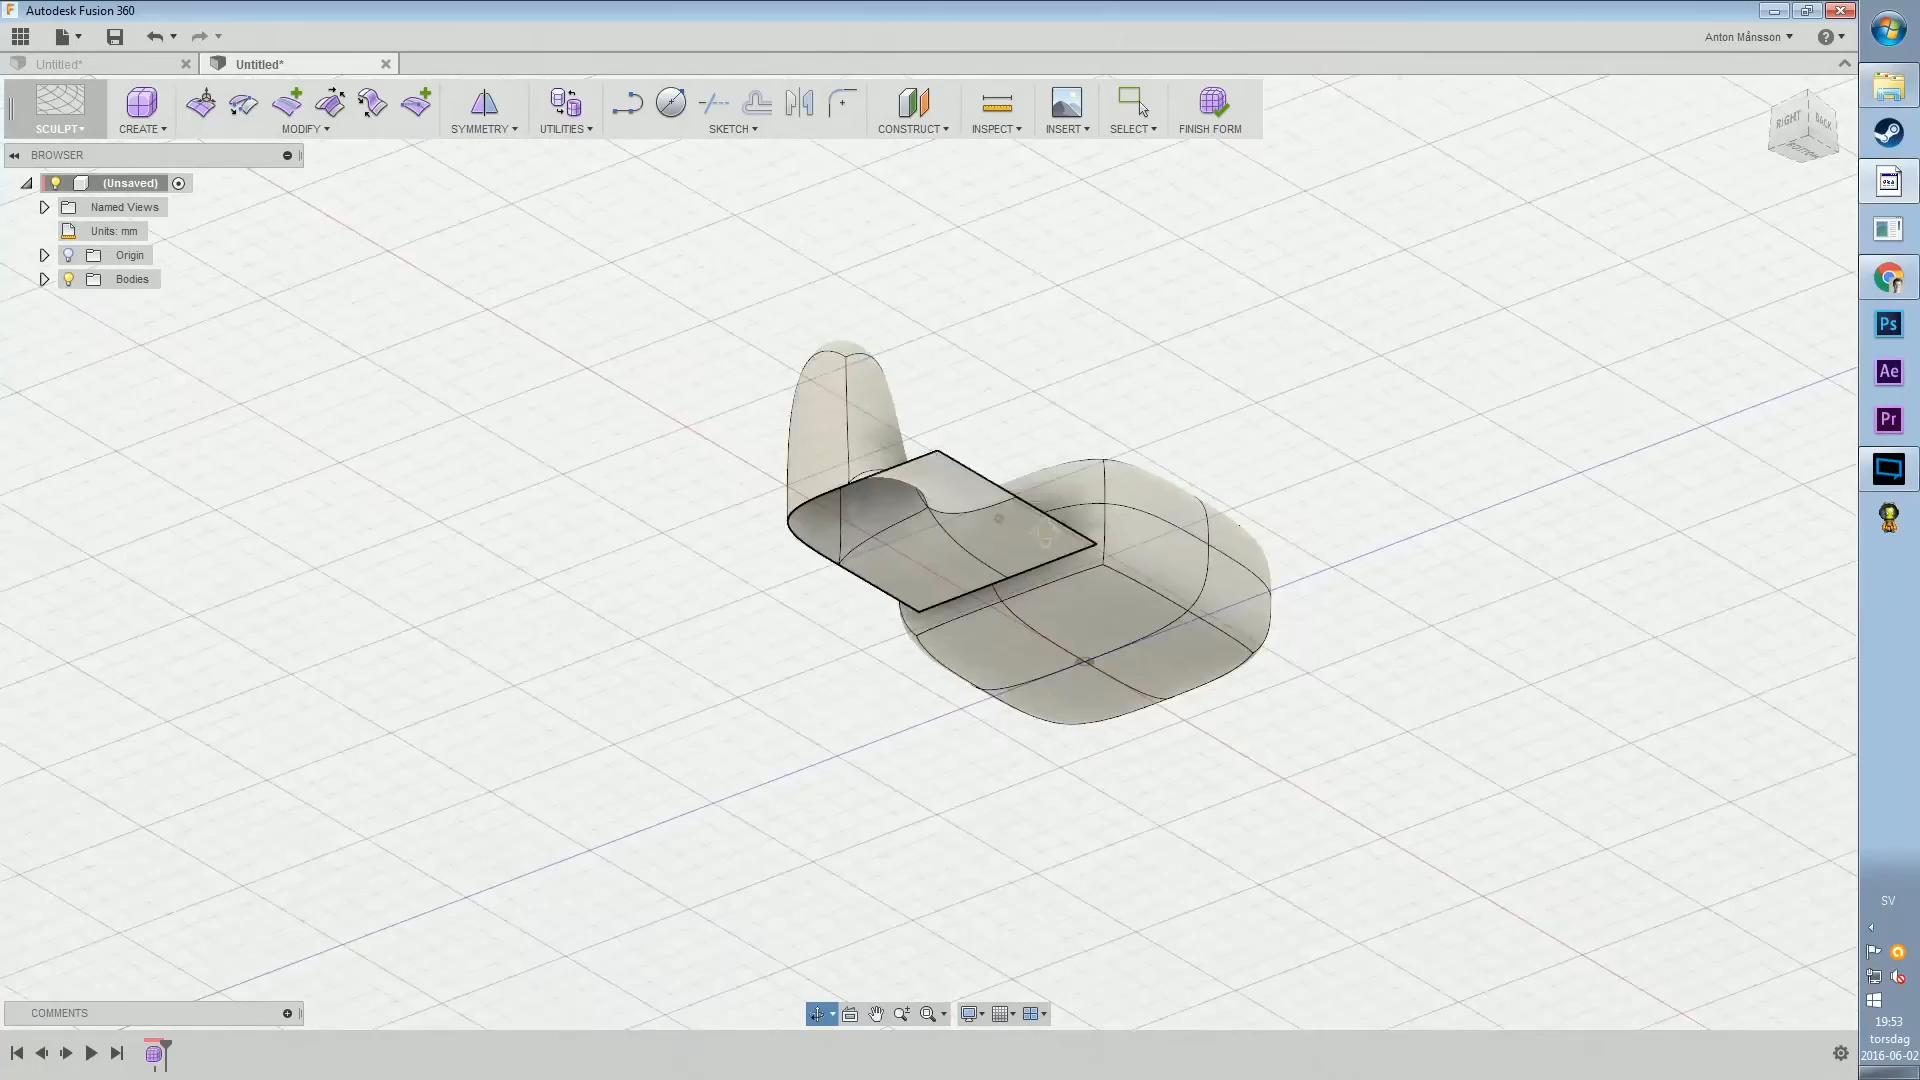 Autodesk Fusion 360
Anton Månsson
Untitled*
Untitled*
SCULPT
CREATE
MODIFY
SYMMETRY
UTILITIES
SKETCH
CONSTRUCT
INSPECT
INSERT
SELECT
FINISH FORM
RIGHT
BACK
BOTTOM
BROWSER
(Unsaved)
Named Views
Units: mm
Origin
Bodies
COMMENTS
Ps
Ae
Pr
SV
19:53
torsdag
2016-06-02